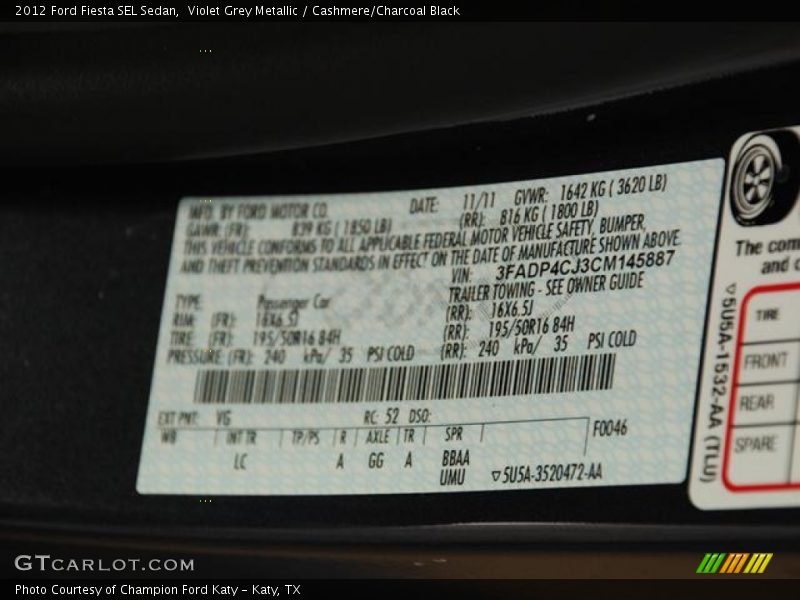 2012 Ford Fiesta SEL Sedan,  Violet Grey Metallic / Cashmere/Charcoal Black
MFD. BY FORD MOTOR CO. DATE: 11/11 GVWR: 1642 KG ( 3620 LB)
GAWR: (FR): 839 KG ( 1850 LB) (RR): 816 KG ( 1800 LB)
THIS VEHICLE CONFORMS TO ALL APPLICABLE FEDERAL MOTOR VEHICLE SAFETY, BUMPER,
AND THEFT PREVENTION STANDARDS IN EFFECT ON THE DATE OF MANUFACTURE SHOWN ABOVE.
VIN: 3FADP4CJ3CM145887
TYPE: Passenger Car TRAILER TOWING - SEE OWNER GUIDE
RIM: (FR): 16X6.5J (RR): 16X6.5J
TIRE: (FR): 195/50R16 84H (RR): 195/50R16 84H
PRESSURE: (FR): 240 kPa/ 35 PSI COLD (RR): 240 kPa/ 35 PSI COLD
EXT PNT: VG RC: 52 DSO:
WB INT TR TP/PS R AXLE TR SPR F0046
LC A GG A BBAA
UMU ▽5U5A-3520472-AA
The com
and c
▽5U5A-1532-AA (TLU)
TIRE
FRONT
REAR
SPARE
GTCARLOT.COM
Photo Courtesy of Champion Ford Katy - Katy, TX